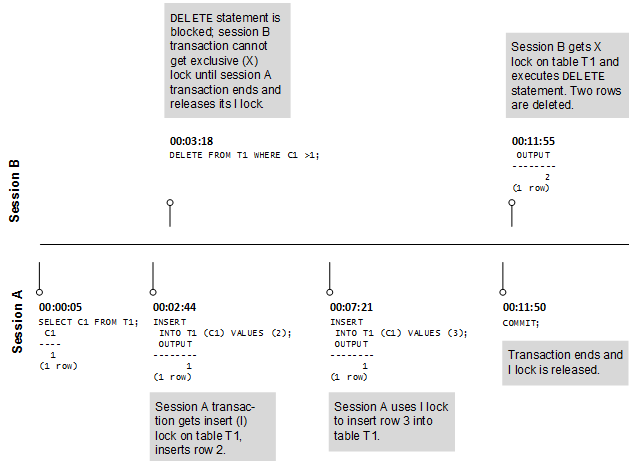 DELETE statement is
blocked; session B
transaction cannot
get exclusive (X)
lock until session A
transaction ends and
releases its I lock.
Session B gets X
lock on table T1 and
executes DELETE
statement. Two rows
are deleted.
Session B
00:03:18
DELETE FROM T1 WHERE C1 >1;
00:11:55
OUTPUT
--------
2
(1 row)
Session A
00:00:05
SELECT C1 FROM T1;
C1
----
1
(1 row)
00:02:44
INSERT
INTO T1 (C1) VALUES (2);
OUTPUT
--------
1
(1 row)
Session A transac-
tion gets insert (I)
lock on table T1,
inserts row 2.
00:07:21
INSERT
INTO T1 (C1) VALUES (3);
OUTPUT
--------
1
(1 row)
Session A uses I lock
to insert row 3 into
table T1.
00:11:50
COMMIT;
Transaction ends and
I lock is released.